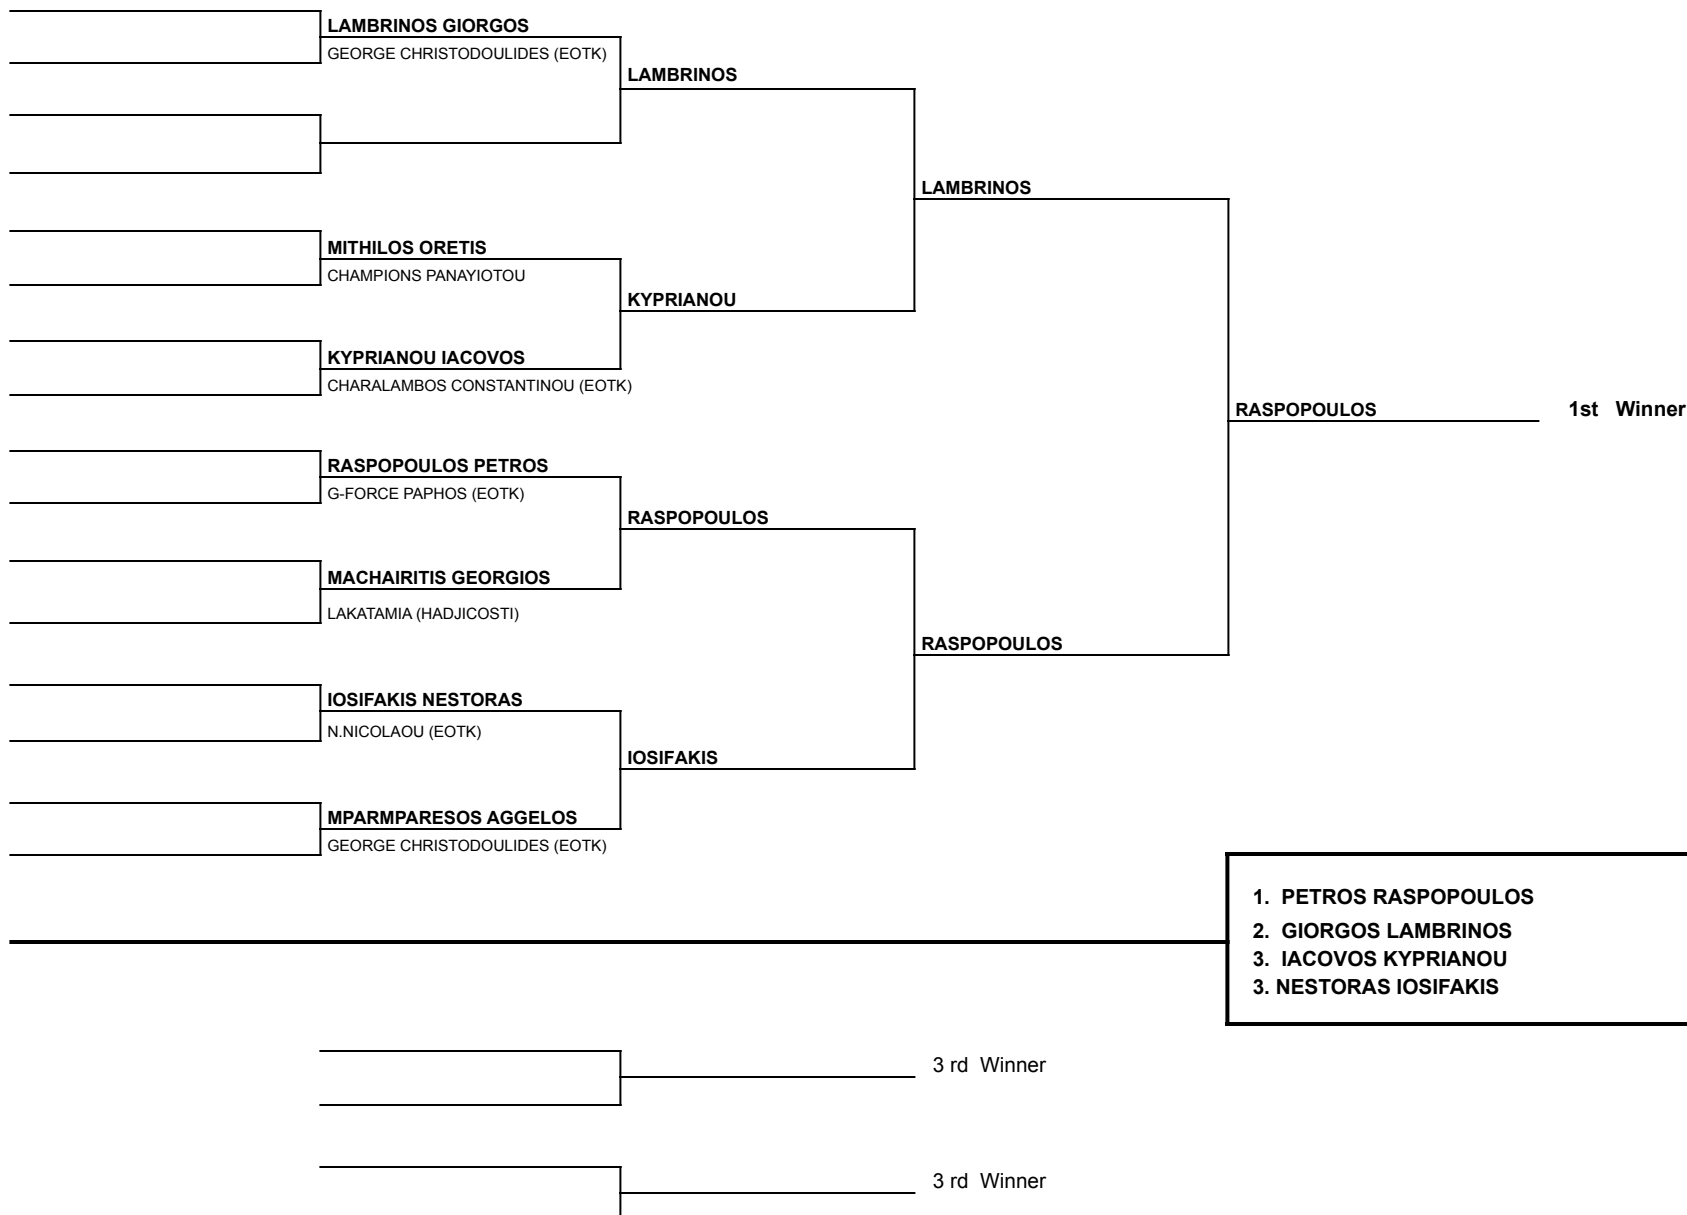 LAMBRINOS GIORGOS
GEORGE CHRISTODOULIDES (EOTK)
LAMBRINOS
LAMBRINOS
MITHILOS ORETIS
CHAMPIONS PANAYIOTOU
KYPRIANOU
KYPRIANOU IACOVOS
CHARALAMBOS CONSTANTINOU (EOTK)
RASPOPOULOS 1st Winner
RASPOPOULOS PETROS
G-FORCE PAPHOS (EOTK)
RASPOPOULOS
MACHAIRITIS GEORGIOS
LAKATAMIA (HADJICOSTI)
RASPOPOULOS
IOSIFAKIS NESTORAS
N.NICOLAOU (EOTK)
IOSIFAKIS
MPARMPARESOS AGGELOS
GEORGE CHRISTODOULIDES (EOTK)
1. PETROS RASPOPOULOS
2. GIORGOS LAMBRINOS
3. IACOVOS KYPRIANOU
3. NESTORAS IOSIFAKIS
3 rd Winner
3 rd Winner